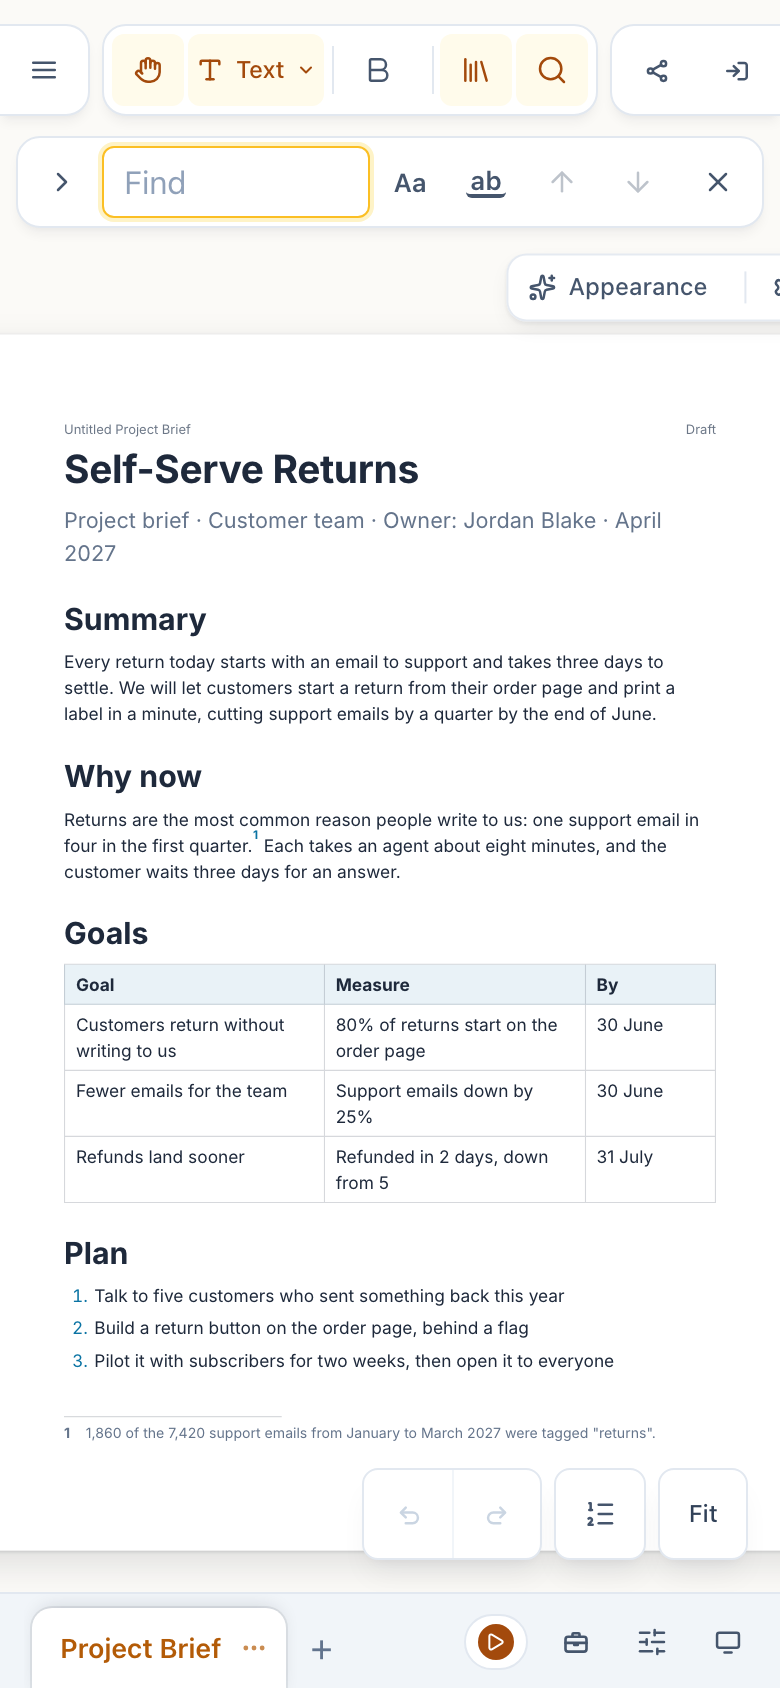 Text
B
Find
Aa
ab
Appearance
Untitled Project Brief
Draft
Self-Serve Returns
Project brief · Customer team · Owner: Jordan Blake · April
2027
Summary
Every return today starts with an email to support and takes three days to
settle. We will let customers start a return from their order page and print a
label in a minute, cutting support emails by a quarter by the end of June.
Why now
Returns are the most common reason people write to us: one support email in
four in the first quarter.1 Each takes an agent about eight minutes, and the
customer waits three days for an answer.
Goals
Goal Measure By
Customers return without 80% of returns start on the 30 June
writing to us order page
Fewer emails for the team Support emails down by 30 June
25%
Refunds land sooner Refunded in 2 days, down 31 July
from 5
Plan
1. Talk to five customers who sent something back this year
2. Build a return button on the order page, behind a flag
3. Pilot it with subscribers for two weeks, then open it to everyone
1 1,860 of the 7,420 support emails from January to March 2027 were tagged "returns".
Fit
Project Brief